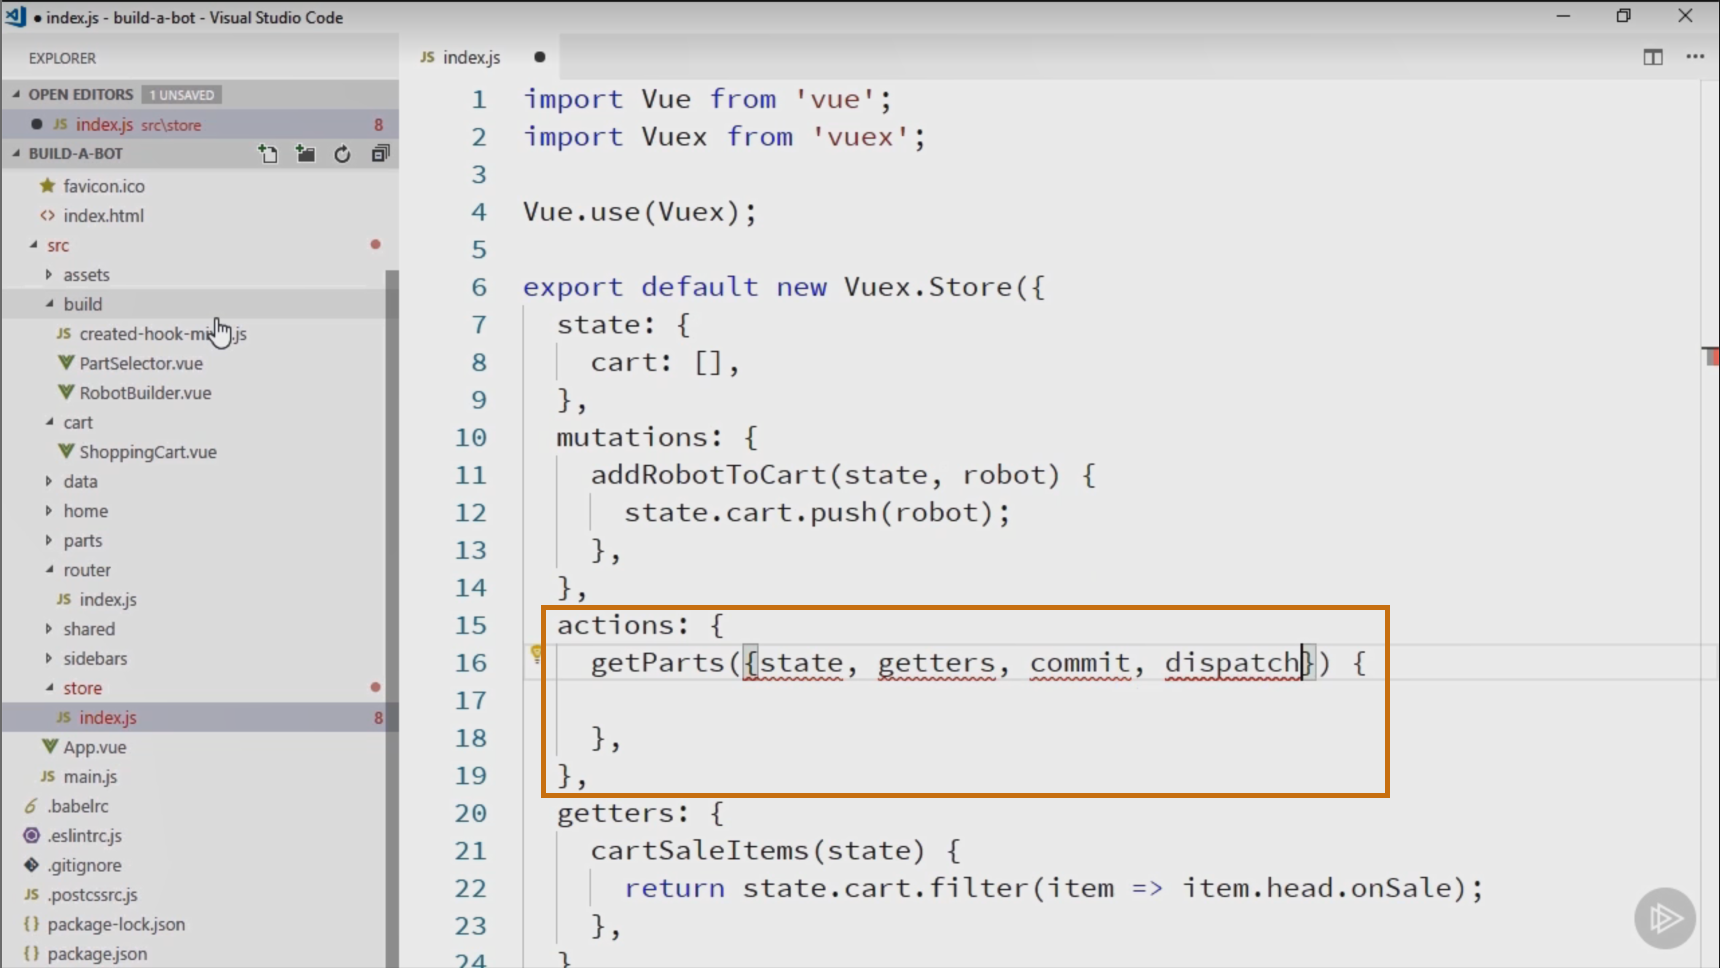 index.js - build-a-bot - Visual Studio Code
EXPLORER
OPEN EDITORS 1 UNSAVED
JS index.js src\store 8
BUILD-A-BOT
favicon.ico
<> index.html
src
assets
build
JS created-hook-mi .js
PartSelector.vue
RobotBuilder.vue
cart
ShoppingCart.vue
data
home
parts
router
JS index.js
shared
sidebars
store
JS index.js 8
App.vue
JS main.js
.babelrc
.eslintrc.js
.gitignore
JS .postcssrc.js
{} package-lock.json
{} package.json
JS index.js
1 import Vue from 'vue';
2 import Vuex from 'vuex';
3
4 Vue.use(Vuex);
5
6 export default new Vuex.Store({
7 state: {
8 cart: [],
9 },
10 mutations: {
11 addRobotToCart(state, robot) {
12 state.cart.push(robot);
13 },
14 },
15 actions: {
16 getParts({state, getters, commit, dispatch}) {
17
18 },
19 },
20 getters: {
21 cartSaleItems(state) {
22 return state.cart.filter(item => item.head.onSale);
23 },
24 }